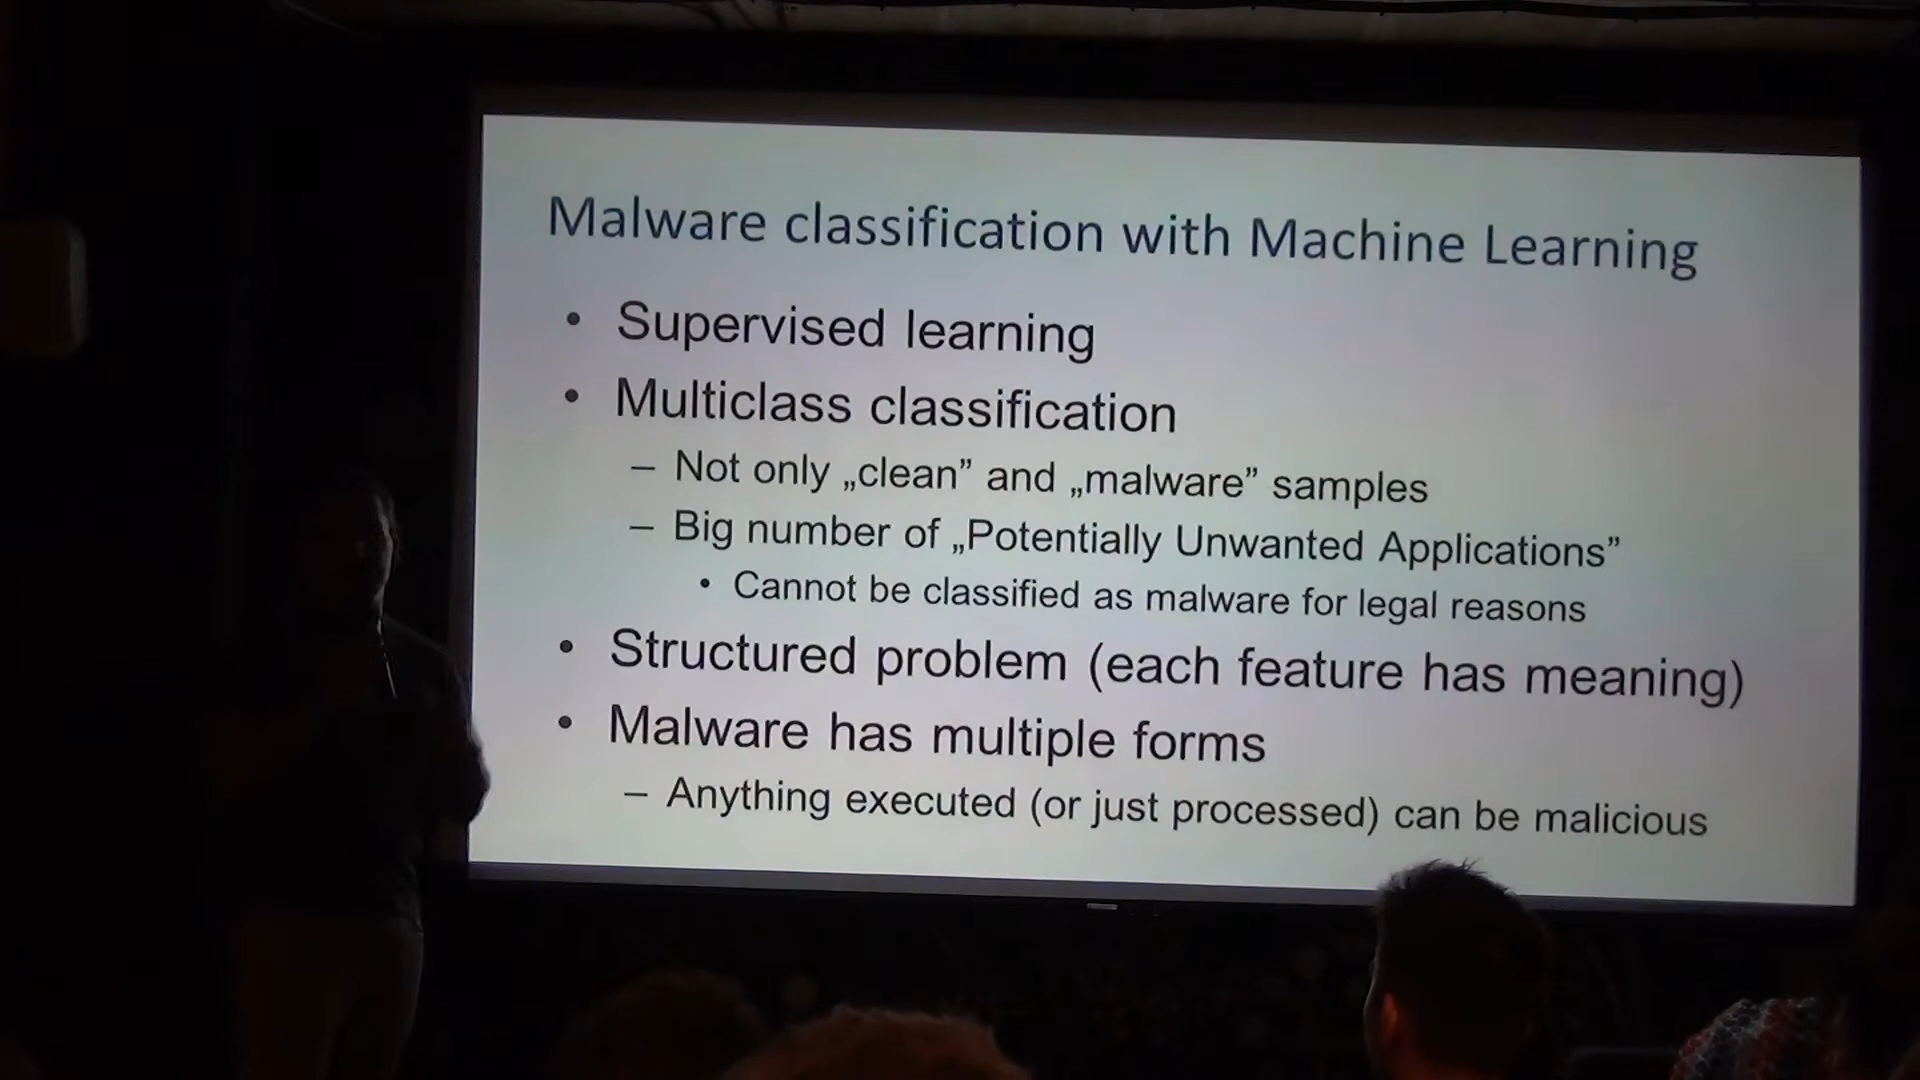 Malware classification with Machine Learning
• Supervised learning
• Multiclass classification
– Not only „clean” and „malware” samples
– Big number of „Potentially Unwanted Applications”
• Cannot be classified as malware for legal reasons
• Structured problem (each feature has meaning)
• Malware has multiple forms
– Anything executed (or just processed) can be malicious